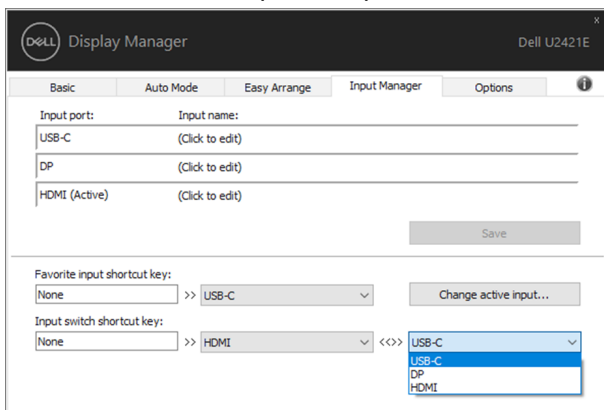 x
DELL Display Manager Dell U2421E
Basic Auto Mode Easy Arrange Input Manager Options i
Input port: Input name:
USB-C (Click to edit)
DP (Click to edit)
HDMI (Active) (Click to edit)
Save
Favorite input shortcut key:
None >> USB-C Change active input...
Input switch shortcut key:
None >> HDMI <<>> USB-C
USB-C
DP
HDMI